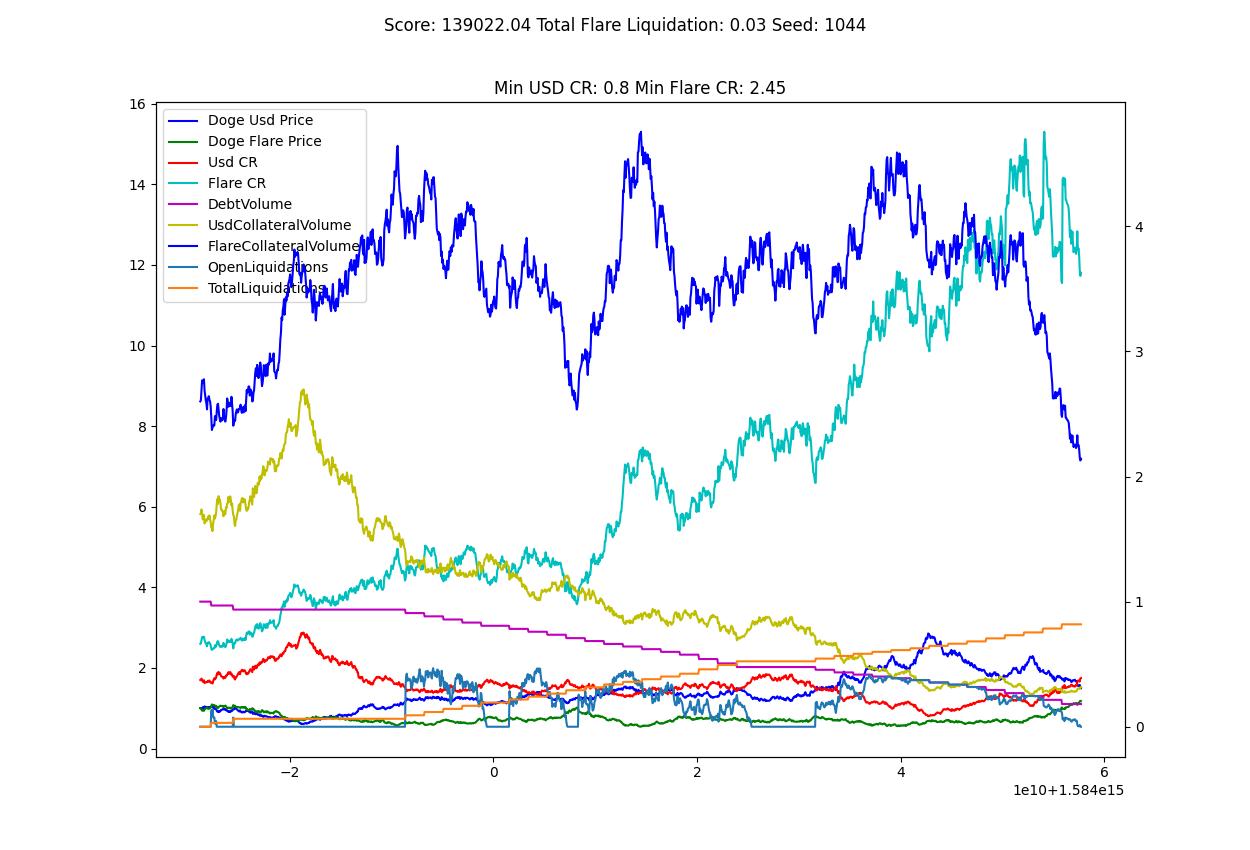 Score: 139022.04 Total Flare Liquidation: 0.03 Seed: 1044
Min USD CR: 0.8 Min Flare CR: 2.45
Doge Usd Price
Doge Flare Price
Usd CR
Flare CR
DebtVolume
UsdCollateralVolume
FlareCollateralVolume
OpenLiquidations
TotalLiquidations
16
14
12
10
8
6
4
2
0
4
3
2
1
0
−2
0
2
4
6
1e10+1.584e15